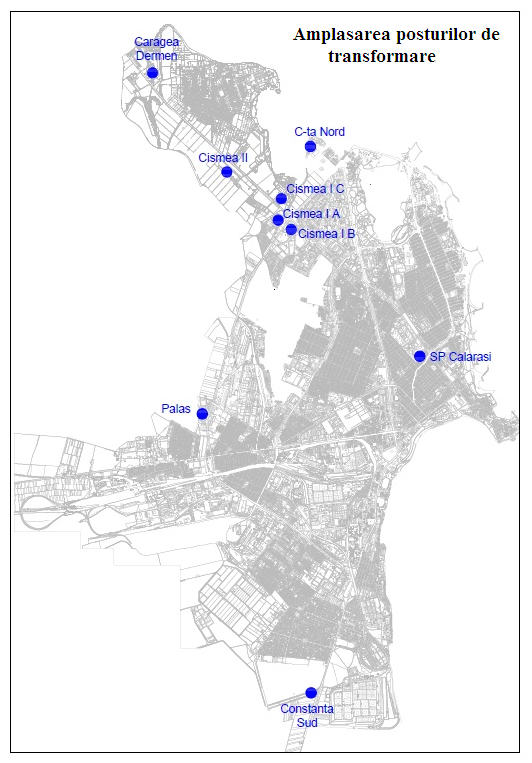 Amplasarea posturilor de
transformare
Caragea
Dermen
C-ta Nord
Cismea II
Cismea I C
Cismea I A
Cismea I B
SP Calarasi
Palas
Constanta
Sud